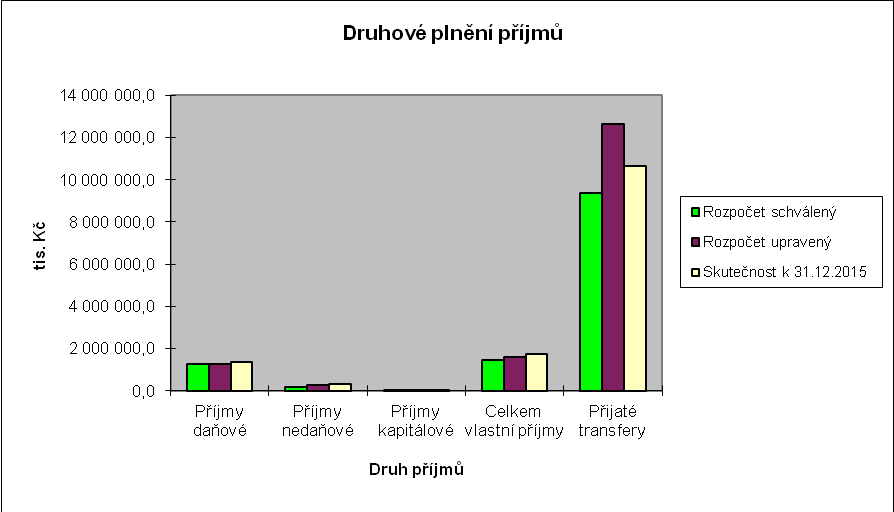 Druhové plnění příjmů
14 000 000,0
12 000 000,0
10 000 000,0
8 000 000,0
6 000 000,0
4 000 000,0
2 000 000,0
0,0
tis. Kč
Příjmy
daňové
Příjmy
nedaňové
Příjmy
kapitálové
Celkem
vlastní příjmy
Přijaté
transfery
Druh příjmů
Rozpočet schválený
Rozpočet upravený
Skutečnost k 31.12.2015